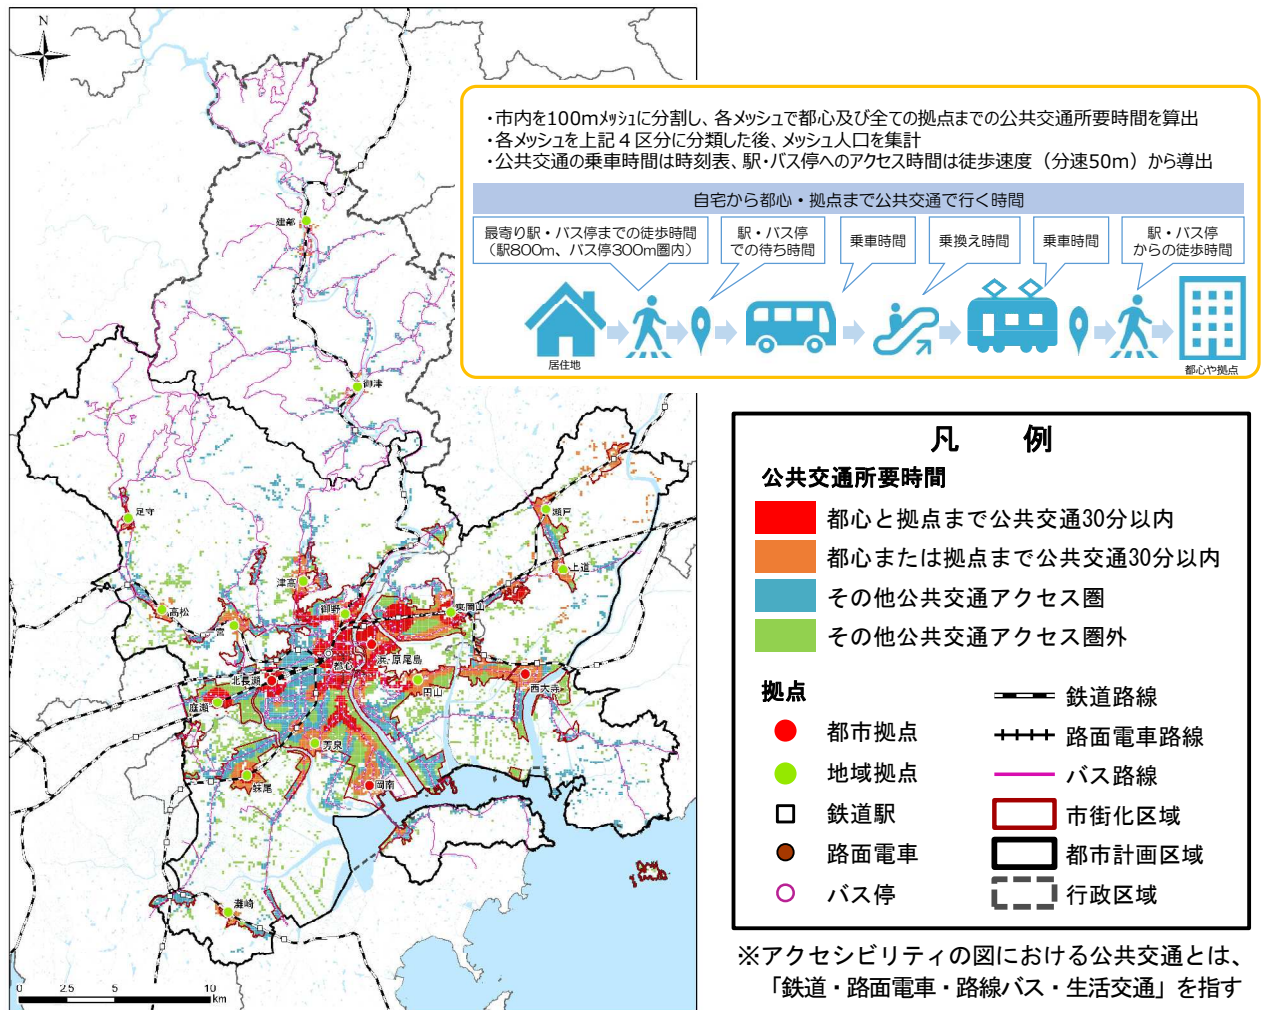 N
・市内を100mメッシュに分割し、各メッシュで都心及び全ての拠点までの公共交通所要時間を算出
・各メッシュを上記４区分に分類した後、メッシュ人口を集計
・公共交通の乗車時間は時刻表、駅・バス停へのアクセス時間は徒歩速度（分速50m）から導出
自宅から都心・拠点まで公共交通で行く時間
最寄り駅・バス停までの徒歩時間
（駅800m、バス停300m圏内）
駅・バス停
での待ち時間
乗車時間
乗換え時間
乗車時間
駅・バス停
からの徒歩時間
居住地
都心や拠点
建部
御津
足守
瀬戸
上道
津高
高松
一宮
御野
東岡山
浜・原尾島
都心
北長瀬
庭瀬
円山
西大寺
芳泉
妹尾
岡南
灘崎
0 2.5 5 10
km
凡 例
公共交通所要時間
都心と拠点まで公共交通30分以内
都心または拠点まで公共交通30分以内
その他公共交通アクセス圏
その他公共交通アクセス圏外
拠点
都市拠点
地域拠点
鉄道駅
路面電車
バス停
鉄道路線
路面電車路線
バス路線
市街化区域
都市計画区域
行政区域
※アクセシビリティの図における公共交通とは、
「鉄道・路面電車・路線バス・生活交通」を指す